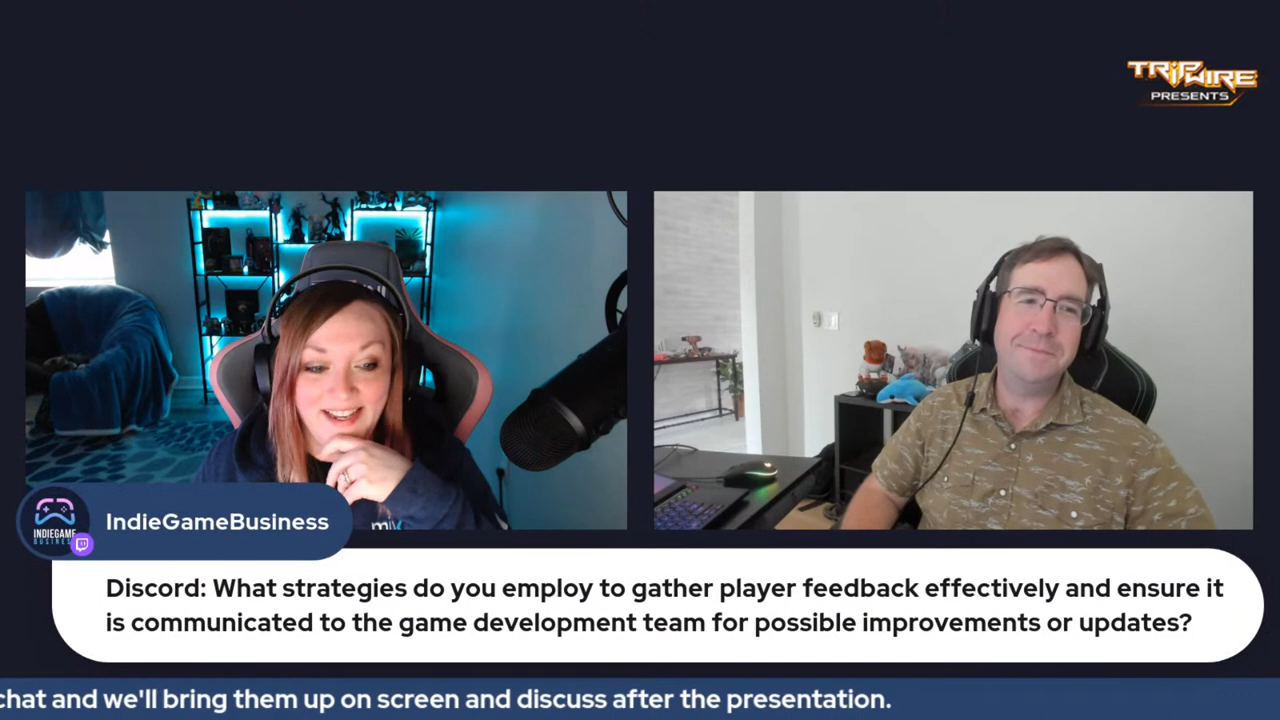 TRIPWIRE
PRESENTS
IndieGameBusiness
INDIEGAME
Discord: What strategies do you employ to gather player feedback effectively and ensure it
is communicated to the game development team for possible improvements or updates?
chat and we'll bring them up on screen and discuss after the presentation.